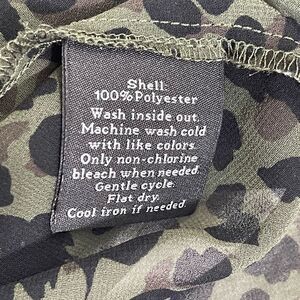 Shell:
100% Polyester
Wash inside out.
Machine wash cold
with like colors.
Only non-chlorine
bleach when needed.
Gentle cycle.
Flat dry.
Cool iron if needed.